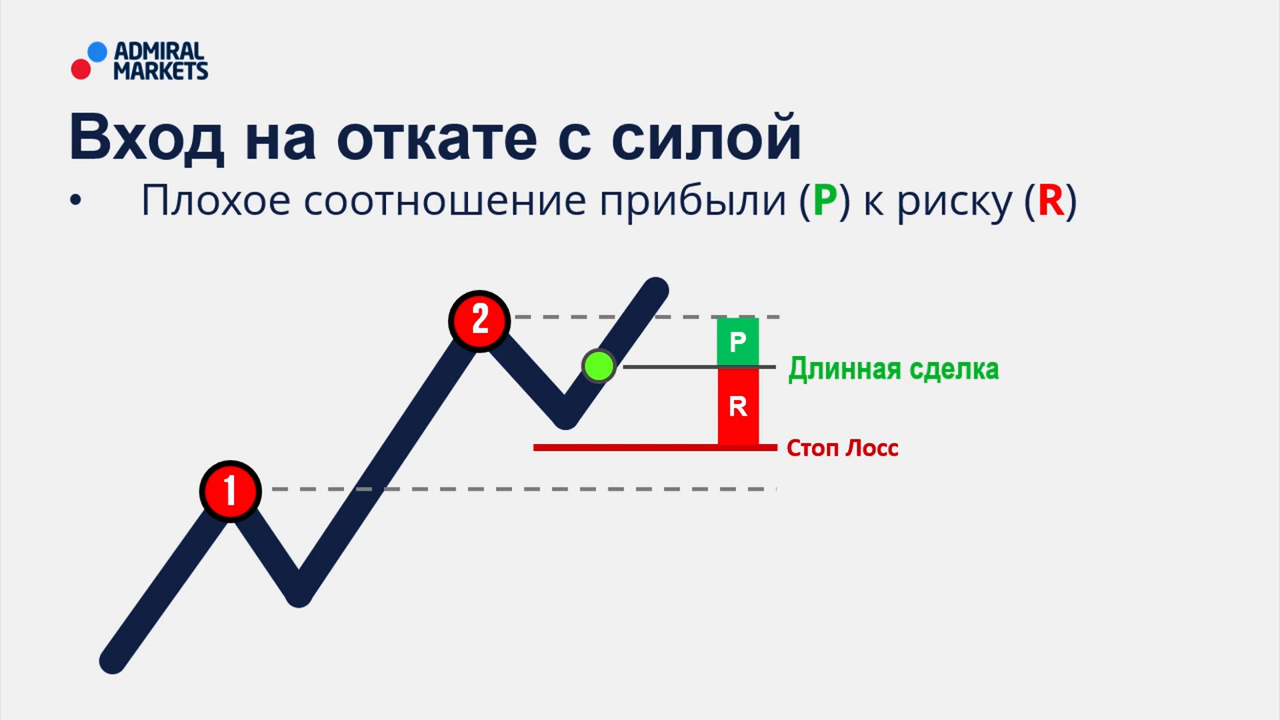 ADMIRAL
MARKETS
Вход на откате с силой
• Плохое соотношение прибыли (P) к риску (R)
2
P
Длинная сделка
R
Стоп Лосс
1